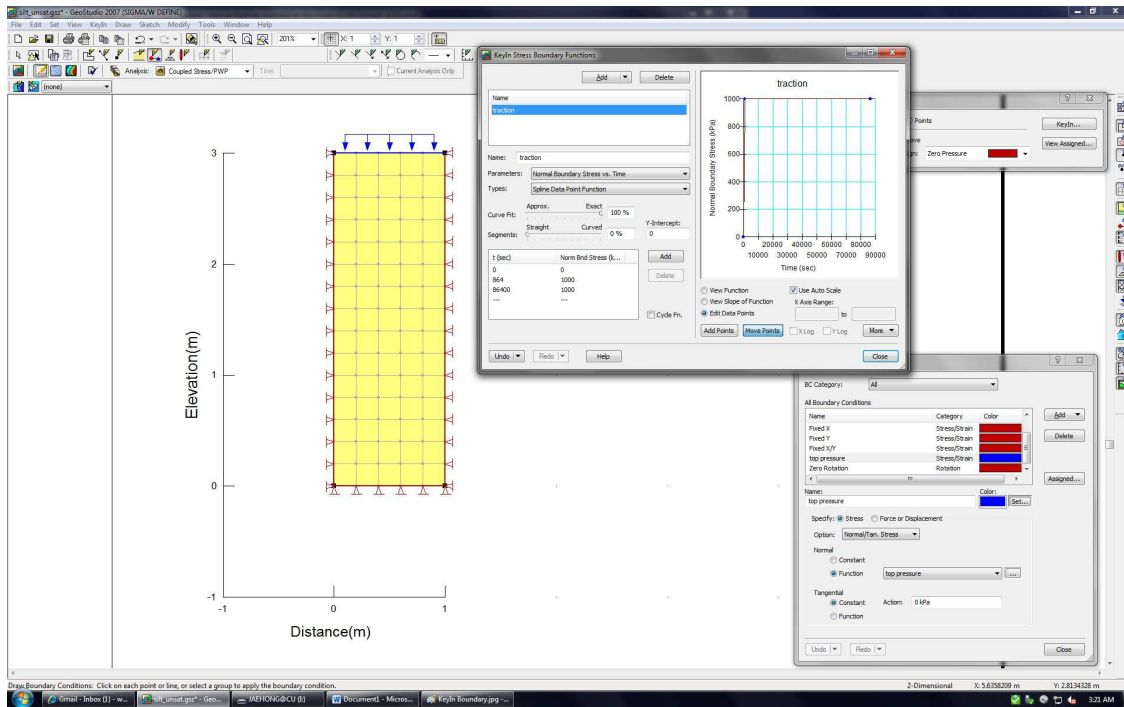 silt_unsat.gsz* - GeoStudio 2007 (SIGMA/W DEFINE)
File Edit Set View KeyIn Draw Sketch Modify Tools Window Help
201% X: 1 Y: 1
Analysis: Coupled Stress/PWP Time: Current Analysis Only
(none)
3
2
1
0
-1
-1 0 1
Elevation(m)
Distance(m)
KeyIn Stress Boundary Functions
Add Delete
Name
traction
Name: traction
Parameters: Normal Boundary Stress vs. Time
Types: Spline Data Point Function
Approx. Exact
Curve Fit: 100 %
Straight Curved
Segments: 0 %
Y-Intercept:
0
t (sec) Norm Bnd Stress (k...
0 0
864 1000
86400 1000
---
Add
Delete
Cycle Fn.
traction
Normal Boundary Stress (kPa)
1000
800
600
400
200
0
0 20000 40000 60000 80000
10000 30000 50000 70000 90000
Time (sec)
View Function
View Slope of Function
Edit Data Points
Use Auto Scale
X Axis Range:
to
Add Points Move Points X Log Y Log More
Undo Redo Help Close
Points
KeyIn...
View Assigned...
Zero Pressure
BC Category: All
All Boundary Conditions
Name Category Color
Fixed X Stress/Strain
Fixed Y Stress/Strain
Fixed X/Y Stress/Strain
top pressure Stress/Strain
Zero Rotation Rotation
Add
Delete
Assigned...
Name: Color:
top pressure Set...
Specify: Stress Force or Displacement
Option: Normal/Tan. Stress
Normal
Constant
Function top pressure ...
Tangential
Constant Action: 0 kPa
Function
Undo Redo Close
Draw Boundary Conditions: Click on each point or line, or select a group to apply the boundary condition. 2-Dimensional X: 5.6358209 m Y: 2.8134328 m
Gmail - Inbox (1) - w... silt_unsat.gsz* - Geo... JAEHONG@CU (I:) Document1 - Micros... KeyIn Boundary.jpg -... 3:21 AM